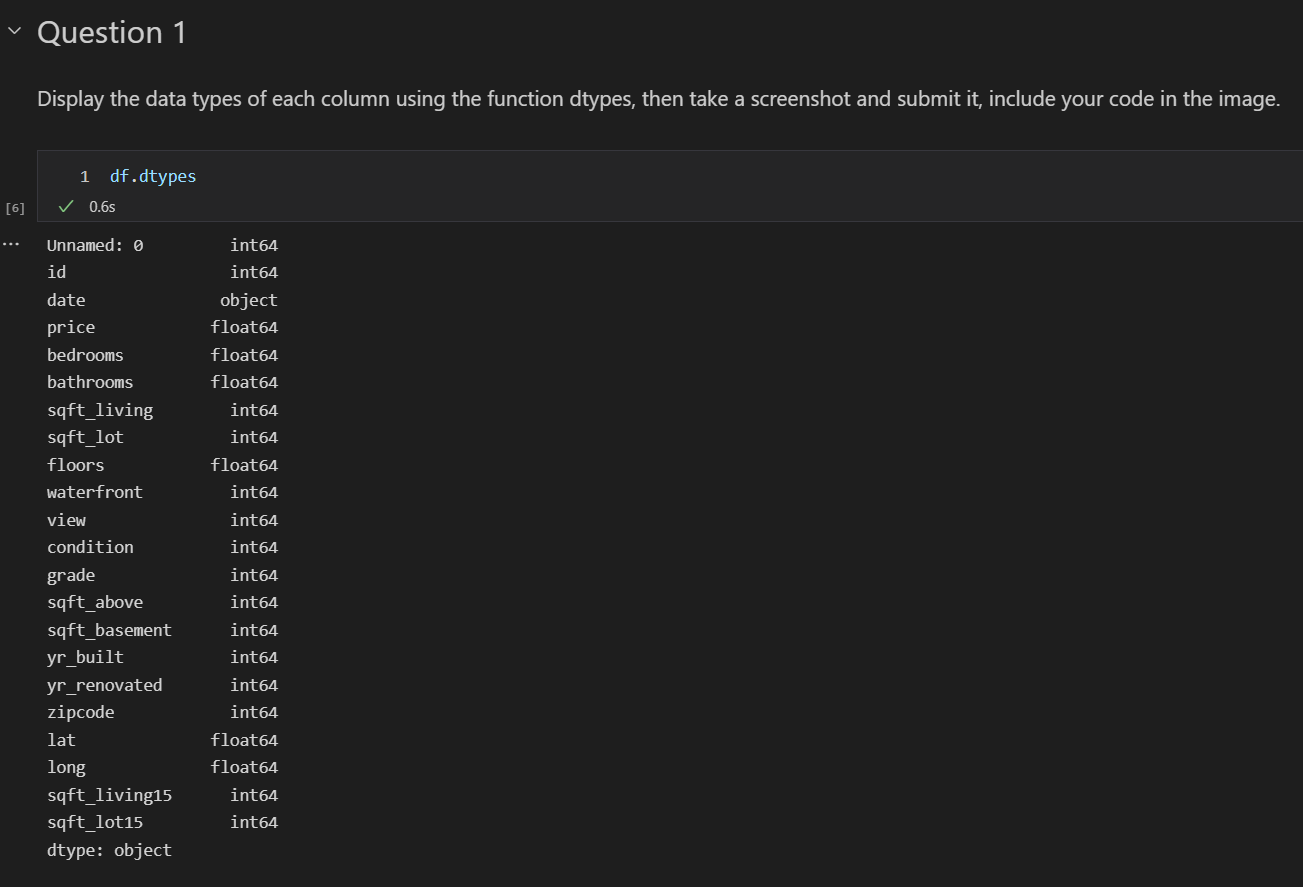 Question 1
Display the data types of each column using the function dtypes, then take a screenshot and submit it, include your code in the image.
1 df.dtypes
[6] 0.6s
Unnamed: 0 int64
id int64
date object
price float64
bedrooms float64
bathrooms float64
sqft_living int64
sqft_lot int64
floors float64
waterfront int64
view int64
condition int64
grade int64
sqft_above int64
sqft_basement int64
yr_built int64
yr_renovated int64
zipcode int64
lat float64
long float64
sqft_living15 int64
sqft_lot15 int64
dtype: object